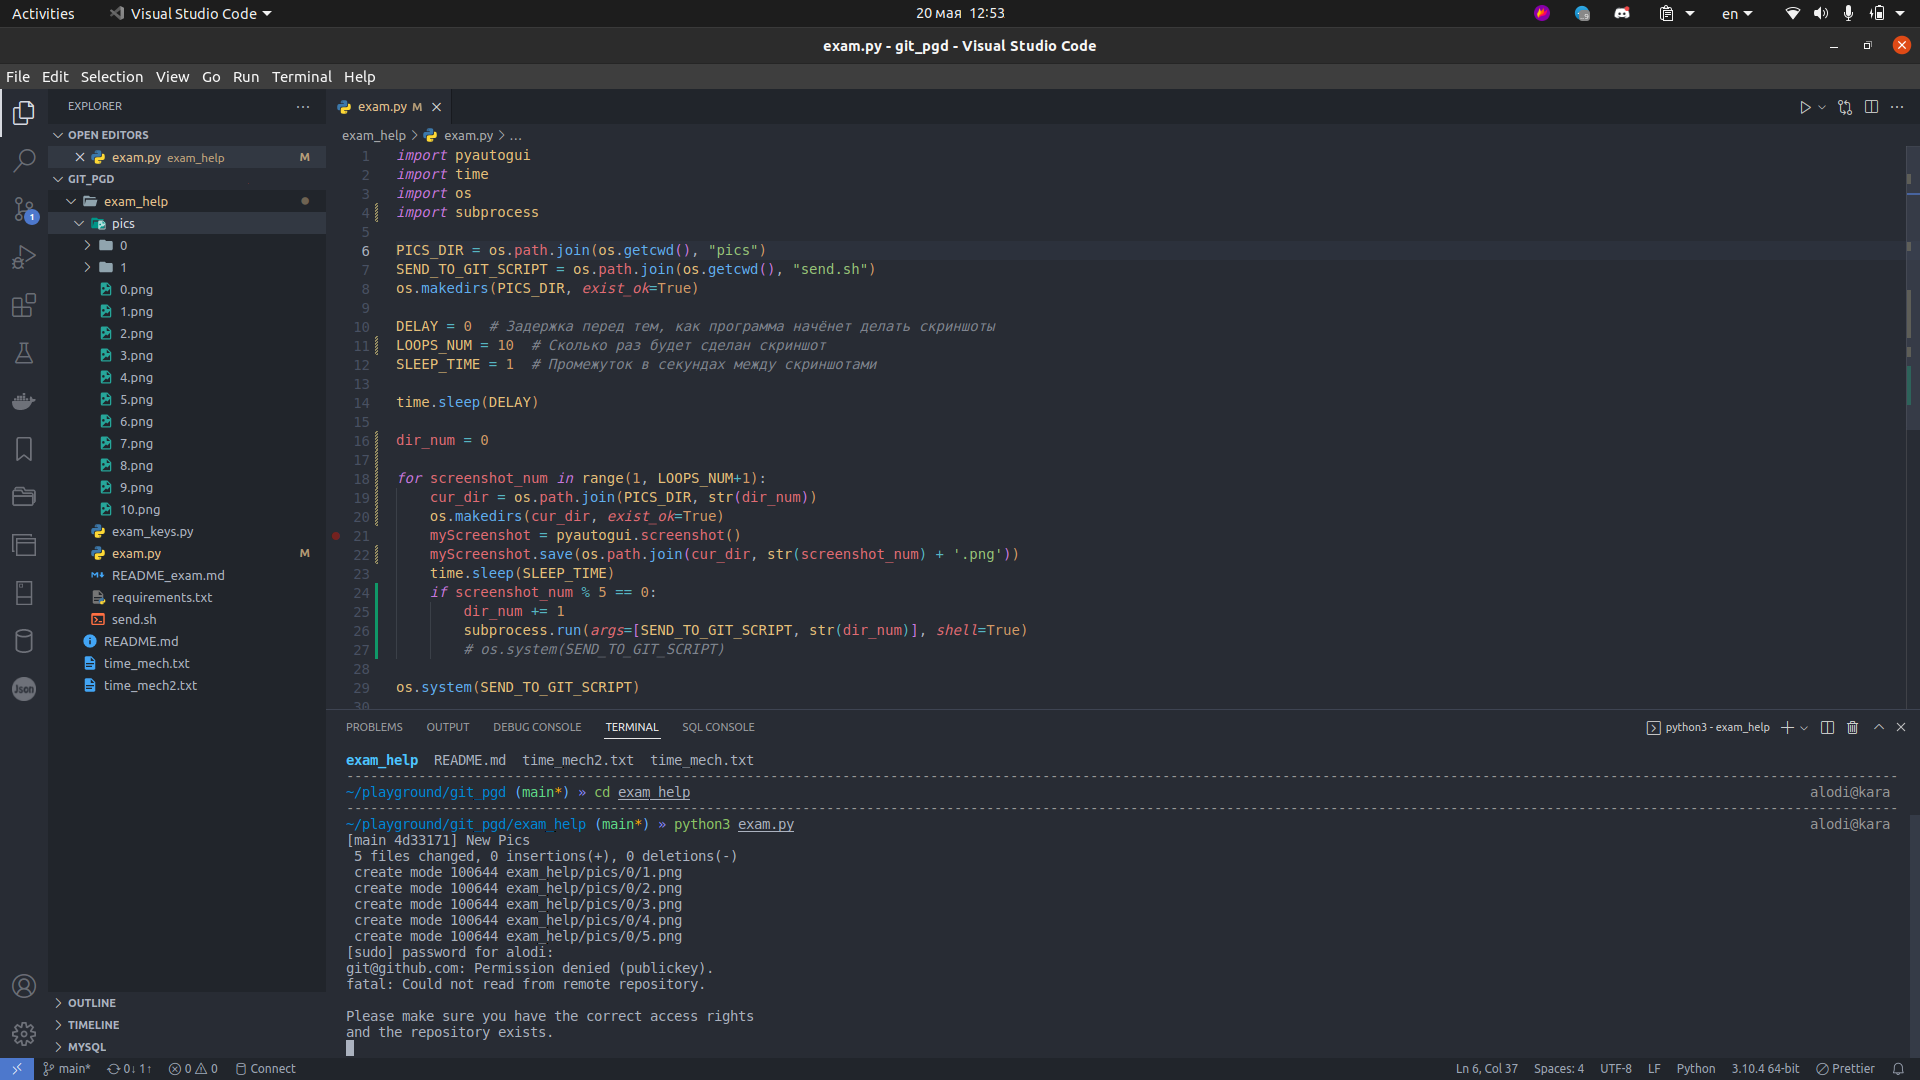 Activities
Visual Studio Code
20 мая 12:53
en
exam.py - git_pgd - Visual Studio Code
File Edit Selection View Go Run Terminal Help
EXPLORER
OPEN EDITORS
exam.py exam_help M
GIT_PGD
exam_help
pics
0
1
0.png
1.png
2.png
3.png
4.png
5.png
6.png
7.png
8.png
9.png
10.png
exam_keys.py
exam.py M
README_exam.md
requirements.txt
send.sh
README.md
time_mech.txt
time_mech2.txt
OUTLINE
TIMELINE
MYSQL
1
Json
exam.py M
exam_help > exam.py > ...
1 import pyautogui
2 import time
3 import os
4 import subprocess
5
6 PICS_DIR = os.path.join(os.getcwd(), "pics")
7 SEND_TO_GIT_SCRIPT = os.path.join(os.getcwd(), "send.sh")
8 os.makedirs(PICS_DIR, exist_ok=True)
9
10 DELAY = 0  # Задержка перед тем, как программа начёнет делать скриншоты
11 LOOPS_NUM = 10  # Сколько раз будет сделан скриншот
12 SLEEP_TIME = 1  # Промежуток в секундах между скриншотами
13
14 time.sleep(DELAY)
15
16 dir_num = 0
17
18 for screenshot_num in range(1, LOOPS_NUM+1):
19     cur_dir = os.path.join(PICS_DIR, str(dir_num))
20     os.makedirs(cur_dir, exist_ok=True)
21     myScreenshot = pyautogui.screenshot()
22     myScreenshot.save(os.path.join(cur_dir, str(screenshot_num) + '.png'))
23     time.sleep(SLEEP_TIME)
24     if screenshot_num % 5 == 0:
25         dir_num += 1
26         subprocess.run(args=[SEND_TO_GIT_SCRIPT, str(dir_num)], shell=True)
27         # os.system(SEND_TO_GIT_SCRIPT)
28
29 os.system(SEND_TO_GIT_SCRIPT)
30
PROBLEMS OUTPUT DEBUG CONSOLE TERMINAL SQL CONSOLE
python3 - exam_help
exam_help  README.md  time_mech2.txt  time_mech.txt
~/playground/git_pgd (main*) » cd exam_help alodi@kara
~/playground/git_pgd/exam_help (main*) » python3 exam.py alodi@kara
[main 4d33171] New Pics
5 files changed, 0 insertions(+), 0 deletions(-)
create mode 100644 exam_help/pics/0/1.png
create mode 100644 exam_help/pics/0/2.png
create mode 100644 exam_help/pics/0/3.png
create mode 100644 exam_help/pics/0/4.png
create mode 100644 exam_help/pics/0/5.png
[sudo] password for alodi:
git@github.com: Permission denied (publickey).
fatal: Could not read from remote repository.
Please make sure you have the correct access rights
and the repository exists.
main* 0↓ 1↑ 0 0 Connect
Ln 6, Col 37 Spaces: 4 UTF-8 LF Python 3.10.4 64-bit Prettier